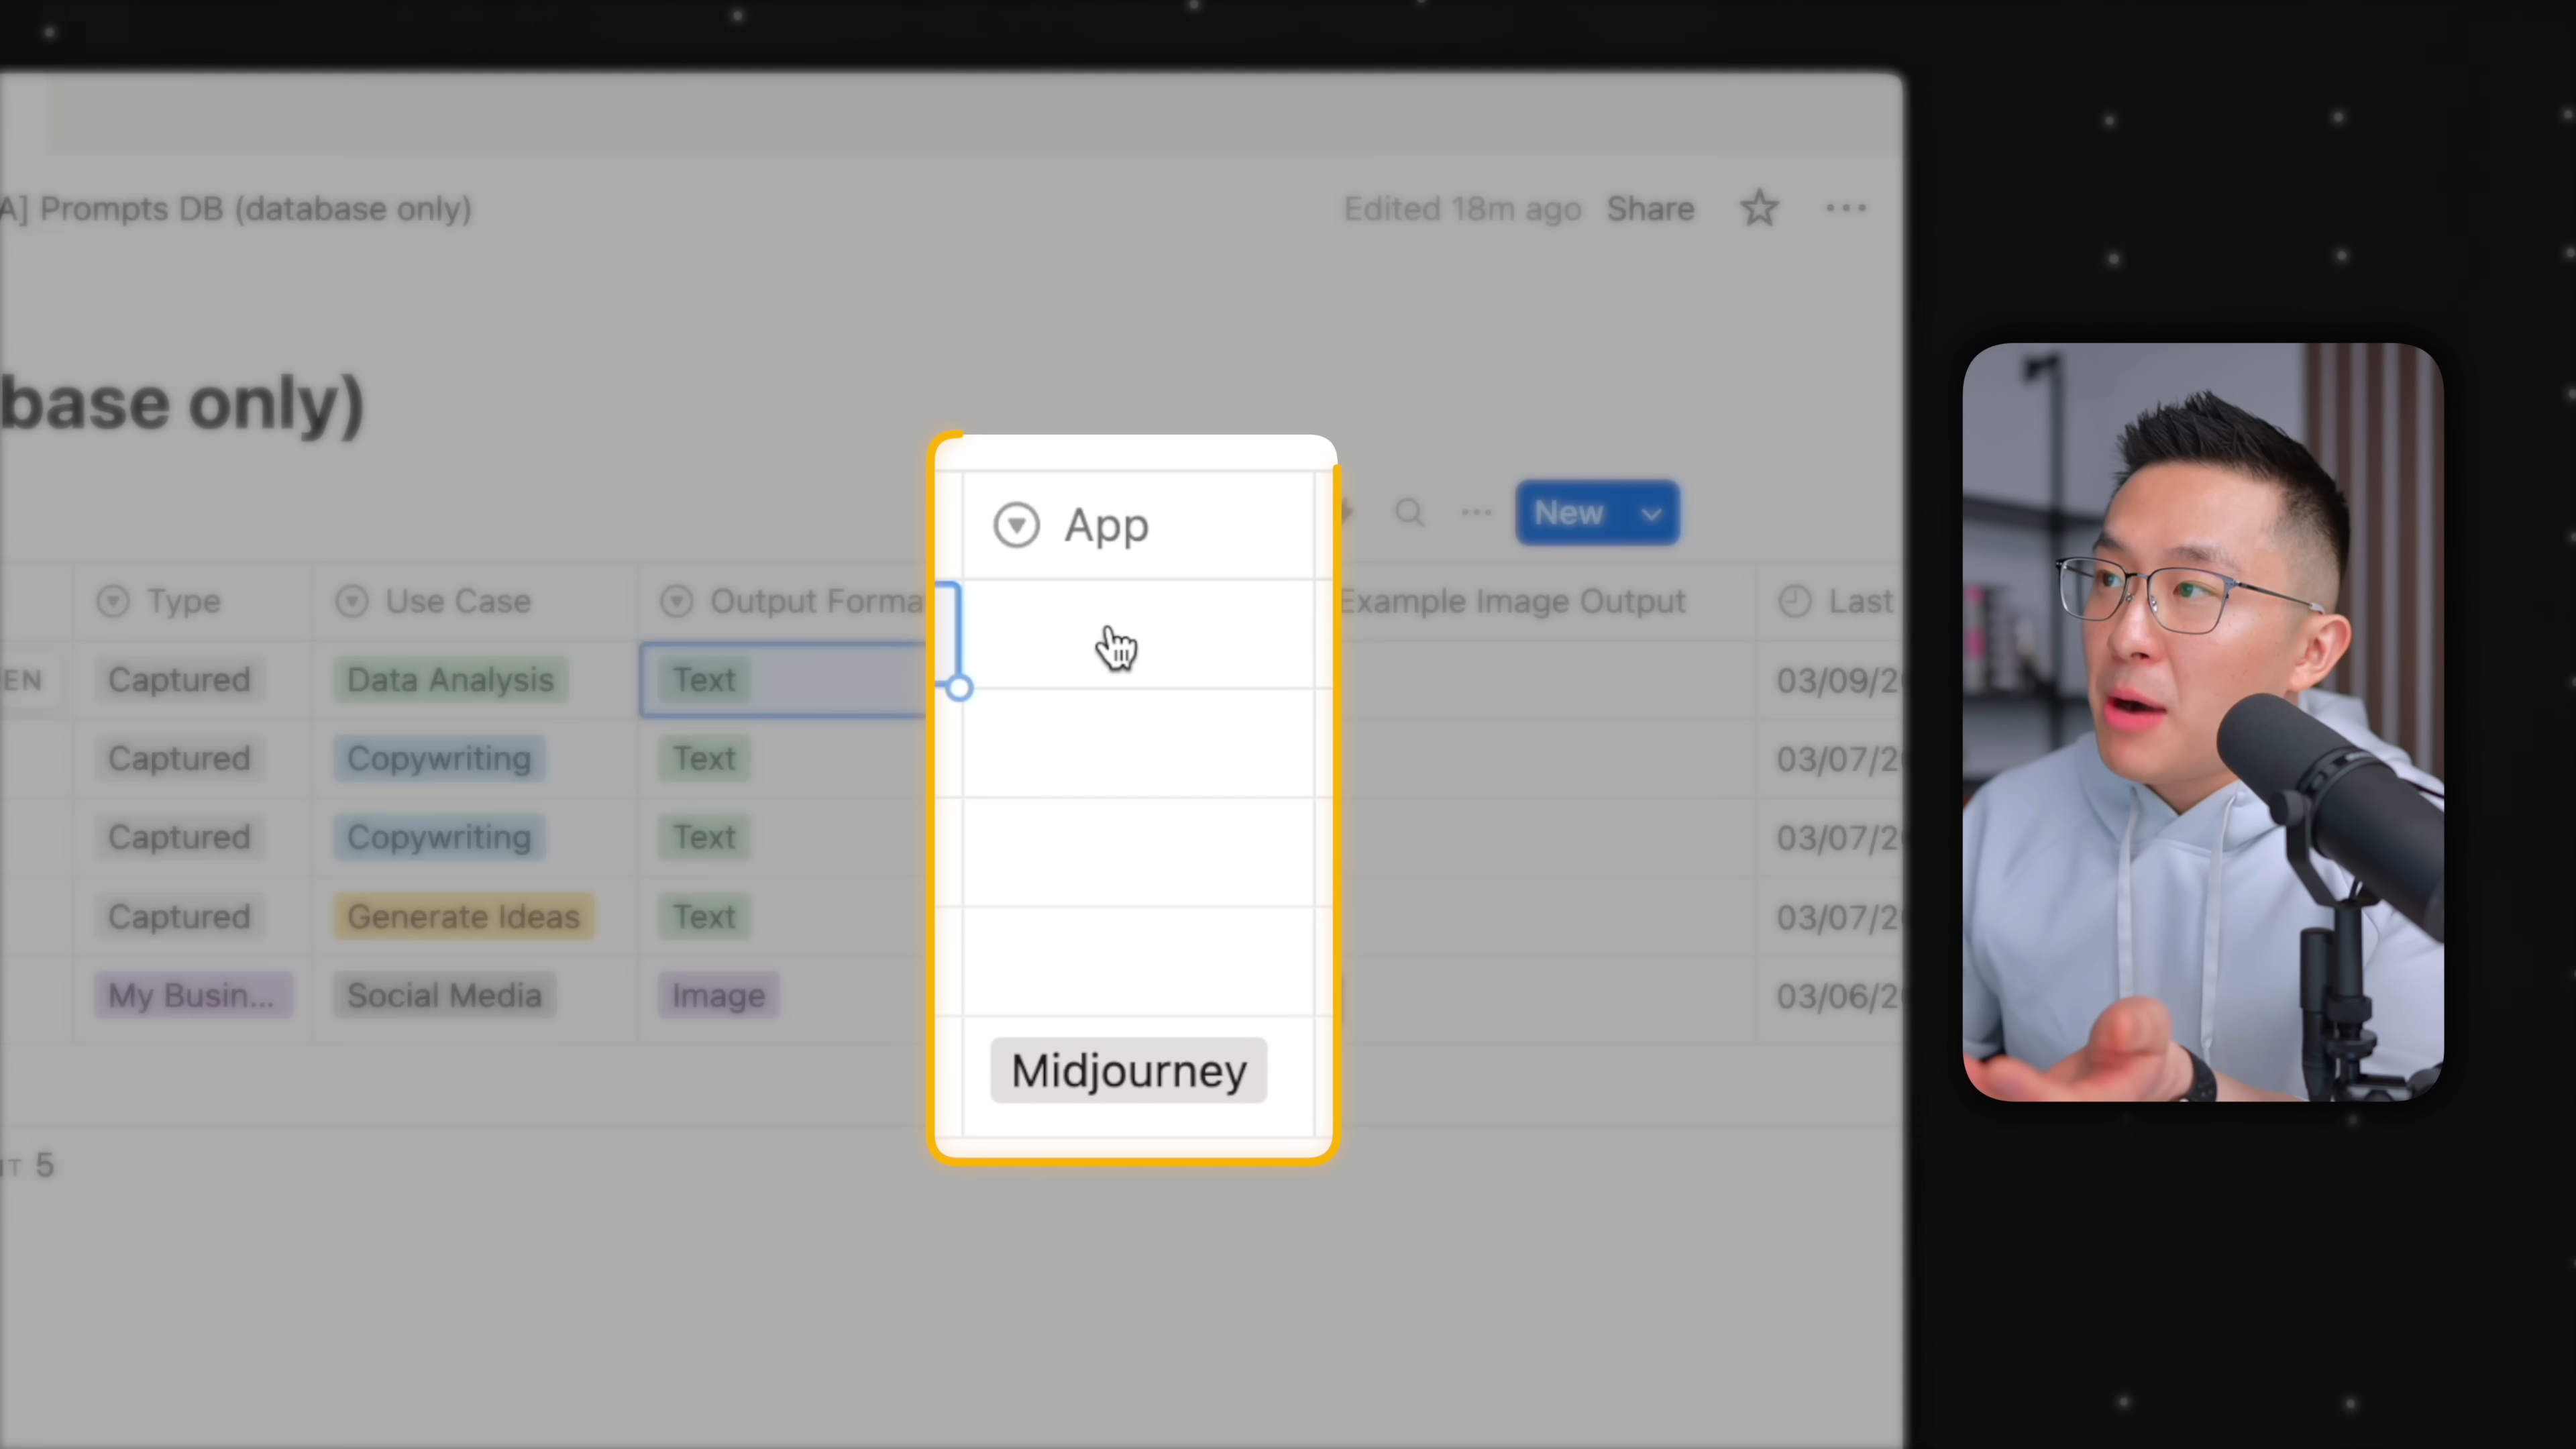 A] Prompts DB (database only)
Edited 18m ago Share
base only)
New
Type Use Case Output Forma App Example Image Output Last
EN Captured Data Analysis Text 03/09/2
Captured Copywriting Text 03/07/2
Captured Copywriting Text 03/07/2
Captured Generate Ideas Text 03/07/2
My Busin... Social Media Image Midjourney 03/06/2
T 5